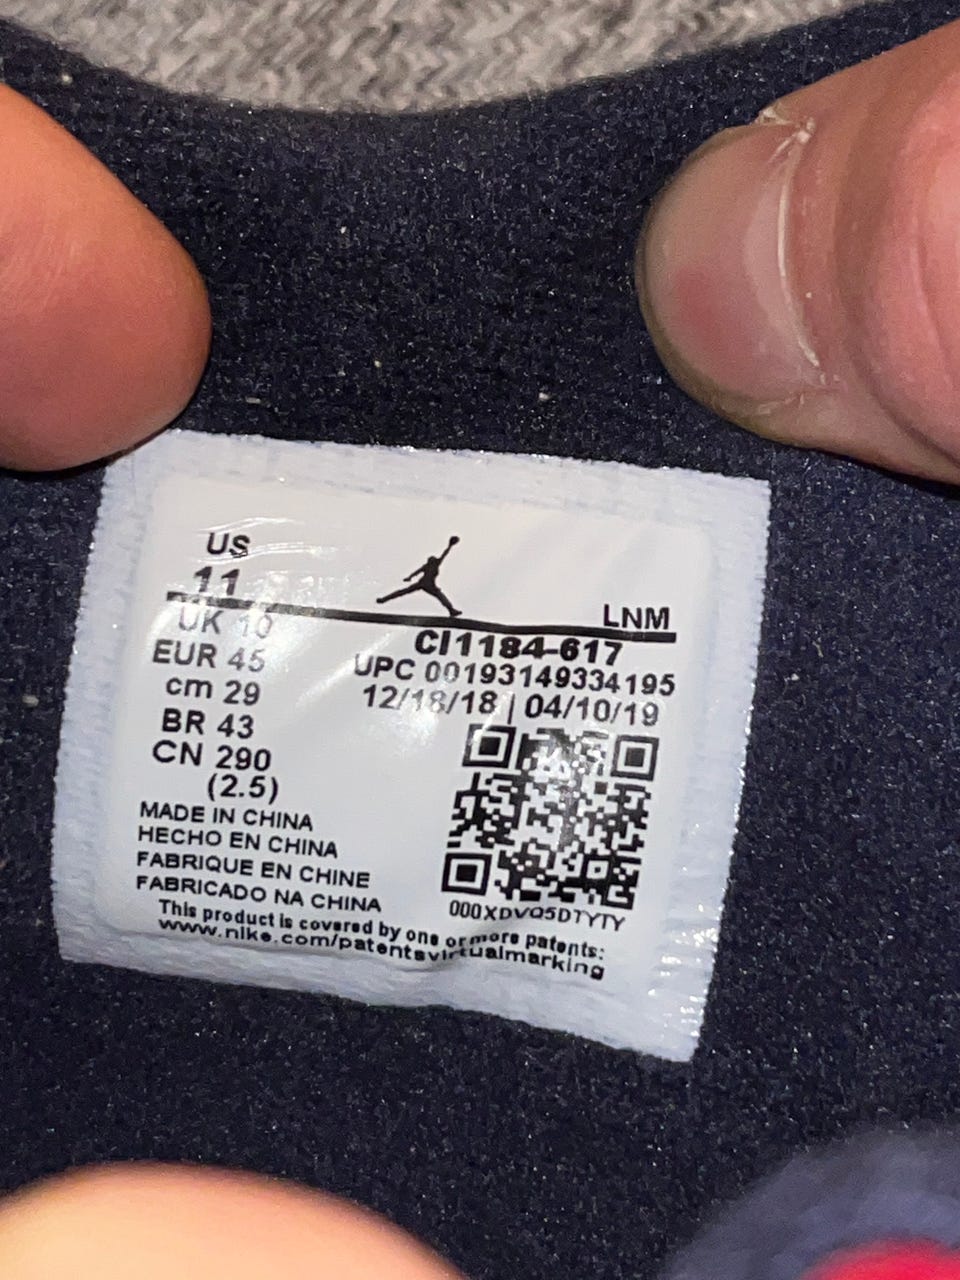 US
11
LNM
UK 10
CI1184-617
EUR 45
UPC 00193149334195
cm 29
12/18/18 | 04/10/19
BR 43
CN 290
(2.5)
MADE IN CHINA
HECHO EN CHINA
FABRIQUE EN CHINE
FABRICADO NA CHINA
000XDVQ5DTYTY
This product is covered by one or more patents:
www.nike.com/patentsvirtualmarking